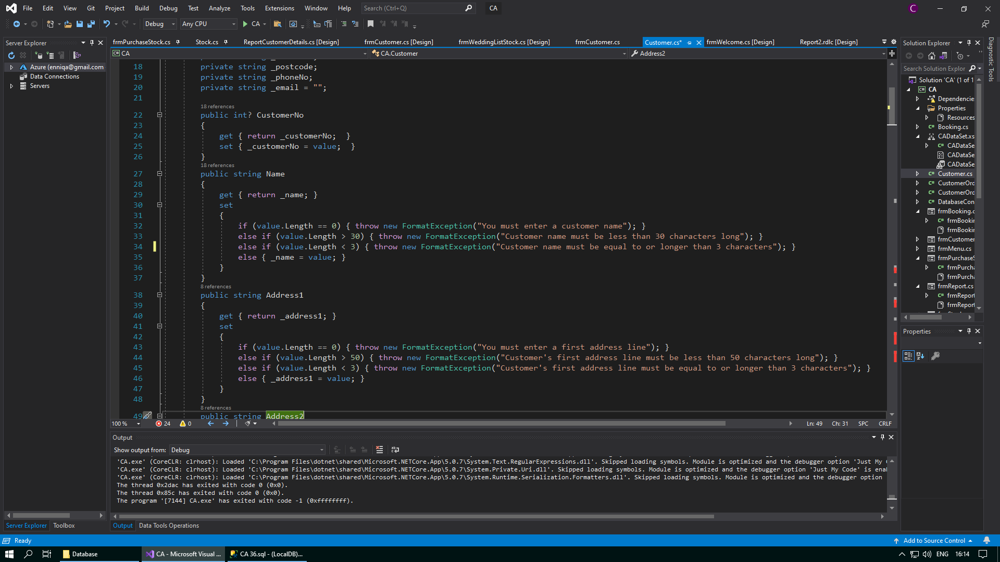 File Edit View Git Project Build Debug Test Analyze Tools Extensions Window Help Search (Ctrl+Q) CA C
Debug Any CPU CA
Server Explorer
Azure (enniqa@gmail.com
Data Connections
Servers
frmPurchaseStock.cs Stock.cs ReportCustomerDetails.cs [Design] frmCustomer.cs [Design] frmWeddingListStock.cs [Design] frmCustomer.cs Customer.cs* frmWelcome.cs [Design] Report2.rdlc [Design]
CA CA.Customer Address2
18 private string _postcode;
19 private string _phoneNo;
20 private string _email = "";
21
18 references
22 public int? CustomerNo
23 {
24 get { return _customerNo; }
25 set { _customerNo = value; }
26 }
18 references
27 public string Name
28 {
29 get { return _name; }
30 set
31 {
32 if (value.Length == 0) { throw new FormatException("You must enter a customer name"); }
33 else if (value.Length > 30) { throw new FormatException("Customer name must be less than 30 characters long"); }
34 else if (value.Length < 3) { throw new FormatException("Customer name must be equal to or longer than 3 characters"); }
35 else { _name = value; }
36 }
37 }
8 references
38 public string Address1
39 {
40 get { return _address1; }
41 set
42 {
43 if (value.Length == 0) { throw new FormatException("You must enter a first address line"); }
44 else if (value.Length > 50) { throw new FormatException("Customer's first address line must be less than 50 characters long"); }
45 else if (value.Length < 3) { throw new FormatException("Customer's first address line must be equal to or longer than 3 characters"); }
46 else { _address1 = value; }
47 }
48 }
8 references
49 public string Address2
100 % 24 0 Ln: 49 Ch: 31 SPC CRLF
Output
Show output from: Debug
'CA.exe' (CoreCLR: clrhost): Loaded 'C:\Program Files\dotnet\shared\Microsoft.NETCore.App\5.0.7\System.Text.RegularExpressions.dll'. Skipped loading symbols. Module is optimized and the debugger option 'Just My C
'CA.exe' (CoreCLR: clrhost): Loaded 'C:\Program Files\dotnet\shared\Microsoft.NETCore.App\5.0.7\System.Private.Uri.dll'. Skipped loading symbols. Module is optimized and the debugger option 'Just My Code' is enab
'CA.exe' (CoreCLR: clrhost): Loaded 'C:\Program Files\dotnet\shared\Microsoft.NETCore.App\5.0.7\System.Runtime.Serialization.Formatters.dll'. Skipped loading symbols. Module is optimized and the debugger option
The thread 0x2dac has exited with code 0 (0x0).
The thread 0x85c has exited with code 0 (0x0).
The program '[7144] CA.exe' has exited with code -1 (0xffffffff).
Server Explorer Toolbox
Output Data Tools Operations
Solution Explorer
Search Solution Explor
Solution 'CA' (1 of 1
CA
Dependencie
Properties
Resources
Booking.cs
CADataSet.xs
CADataSe
CADataSe
CADataSe
Customer.cs
CustomerOrd
CustomerOrd
DatabaseCon
frmBooking.c
frmBookin
frmBookin
frmCustomer
frmMenu.cs
frmPurchaseS
frmPurcha
frmPurcha
frmReport.cs
frmReport
frmReport
Properties
Diagnostic Tools
Ready Add to Source Control
Database CA - Microsoft Visual ... CA 36.sql - (LocalDB)... ENG 16:14